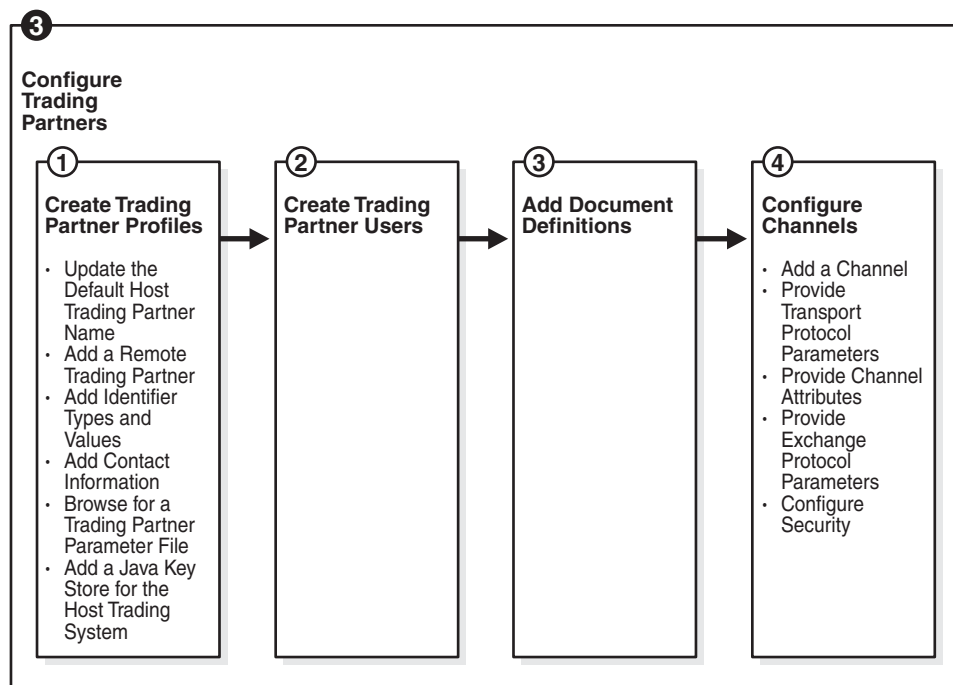 3
Configure
Trading
Partners
1
Create Trading
Partner Profiles
• Update the
Default Host
Trading Partner
Name
• Add a Remote
Trading Partner
• Add Identifier
Types and
Values
• Add Contact
Information
• Browse for a
Trading Partner
Parameter File
• Add a Java Key
Store for the
Host Trading
System
2
Create Trading
Partner Users
3
Add Document
Definitions
4
Configure
Channels
• Add a Channel
• Provide
Transport
Protocol
Parameters
• Provide Channel
Attributes
• Provide
Exchange
Protocol
Parameters
• Configure
Security